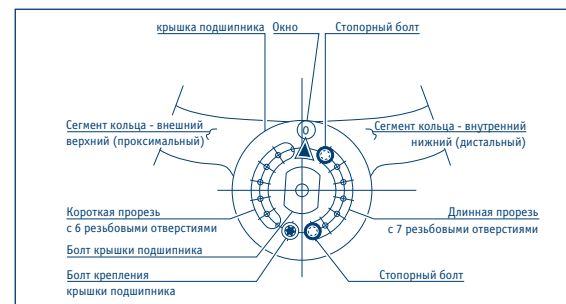 крышка подшипника
Окно
Стопорный болт
Сегмент кольца - внешний
верхний (проксимальный)
Сегмент кольца - внутренний
нижний (дистальный)
0
Короткая прорезь
с 6 резьбовыми отверстиями
Длинная прорезь
с 7 резьбовыми отверстиями
Болт крышки подшипника
Болт крепления
крышки подшипника
Стопорный болт